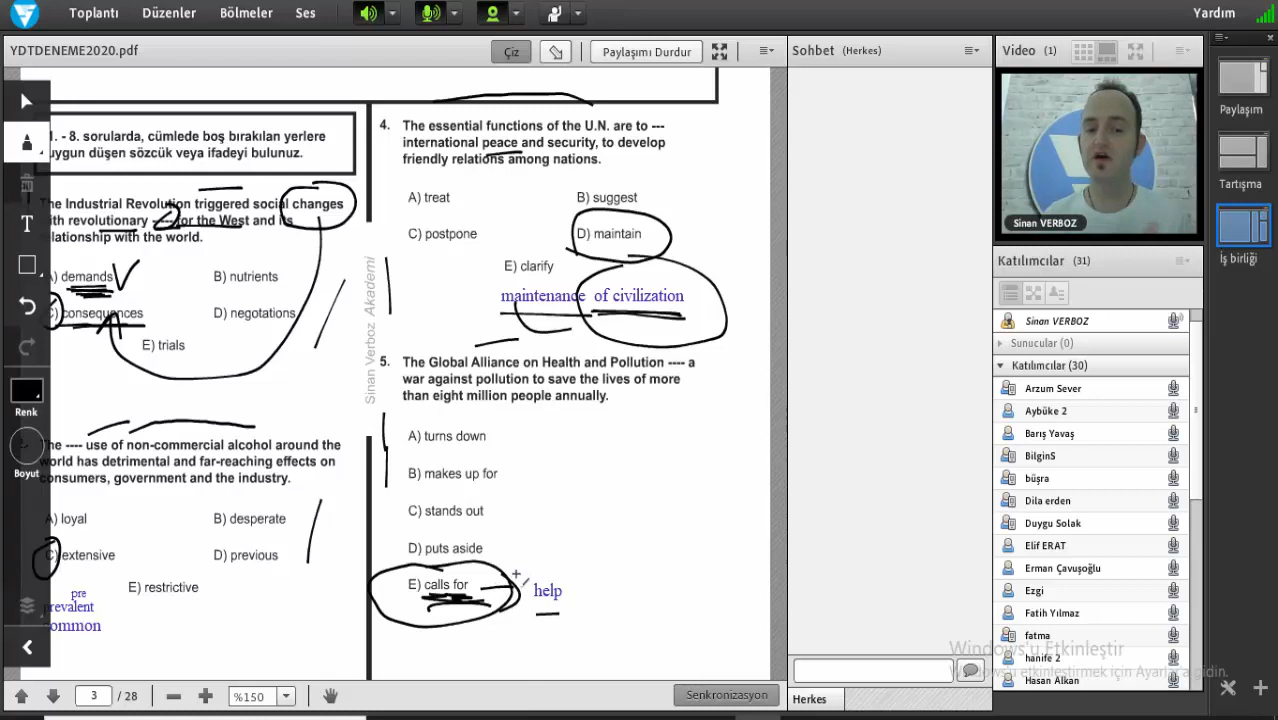 Toplantı Düzenler Bölmeler Ses Yardım
YDTDENEME2020.pdf
Çiz
Paylaşımı Durdur
1. - 8. sorularda, cümlede boş bırakılan yerlere
uygun düşen sözcük veya ifadeyi bulunuz.
The Industrial Revolution triggered social changes
with revolutionary ---- for the West and its
relationship with the world.
A) demands
B) nutrients
C) consequences
D) negotations
E) trials
The ---- use of non-commercial alcohol around the
world has detrimental and far-reaching effects on
consumers, government and the industry.
A) loyal
B) desperate
C) extensive
D) previous
E) restrictive
pre
prevalent
common
Sinan Verboz Akademi
4. The essential functions of the U.N. are to ---
international peace and security, to develop
friendly relations among nations.
A) treat
B) suggest
C) postpone
D) maintain
E) clarify
maintenance of civilization
5. The Global Alliance on Health and Pollution ---- a
war against pollution to save the lives of more
than eight million people annually.
A) turns down
B) makes up for
C) stands out
D) puts aside
E) calls for
help
Renk
Boyut
3 / 28
%150
Senkronizasyon
Sohbet (Herkes)
Herkes
Video (1)
Sinan VERBOZ
Katılımcılar (31)
Sinan VERBOZ
Sunucular (0)
Katılımcılar (30)
Arzum Sever
Aybüke 2
Barış Yavaş
BilginS
büşra
Dila erden
Duygu Solak
Elif ERAT
Erman Çavuşoğlu
Ezgi
Fatih Yılmaz
fatma
hanife 2
Hasan Alkan
Windows'u Etkinleştir
Windows'u etkinleştirmek için Ayarlar'a gidin.
Paylaşım
Tartışma
İş birliği